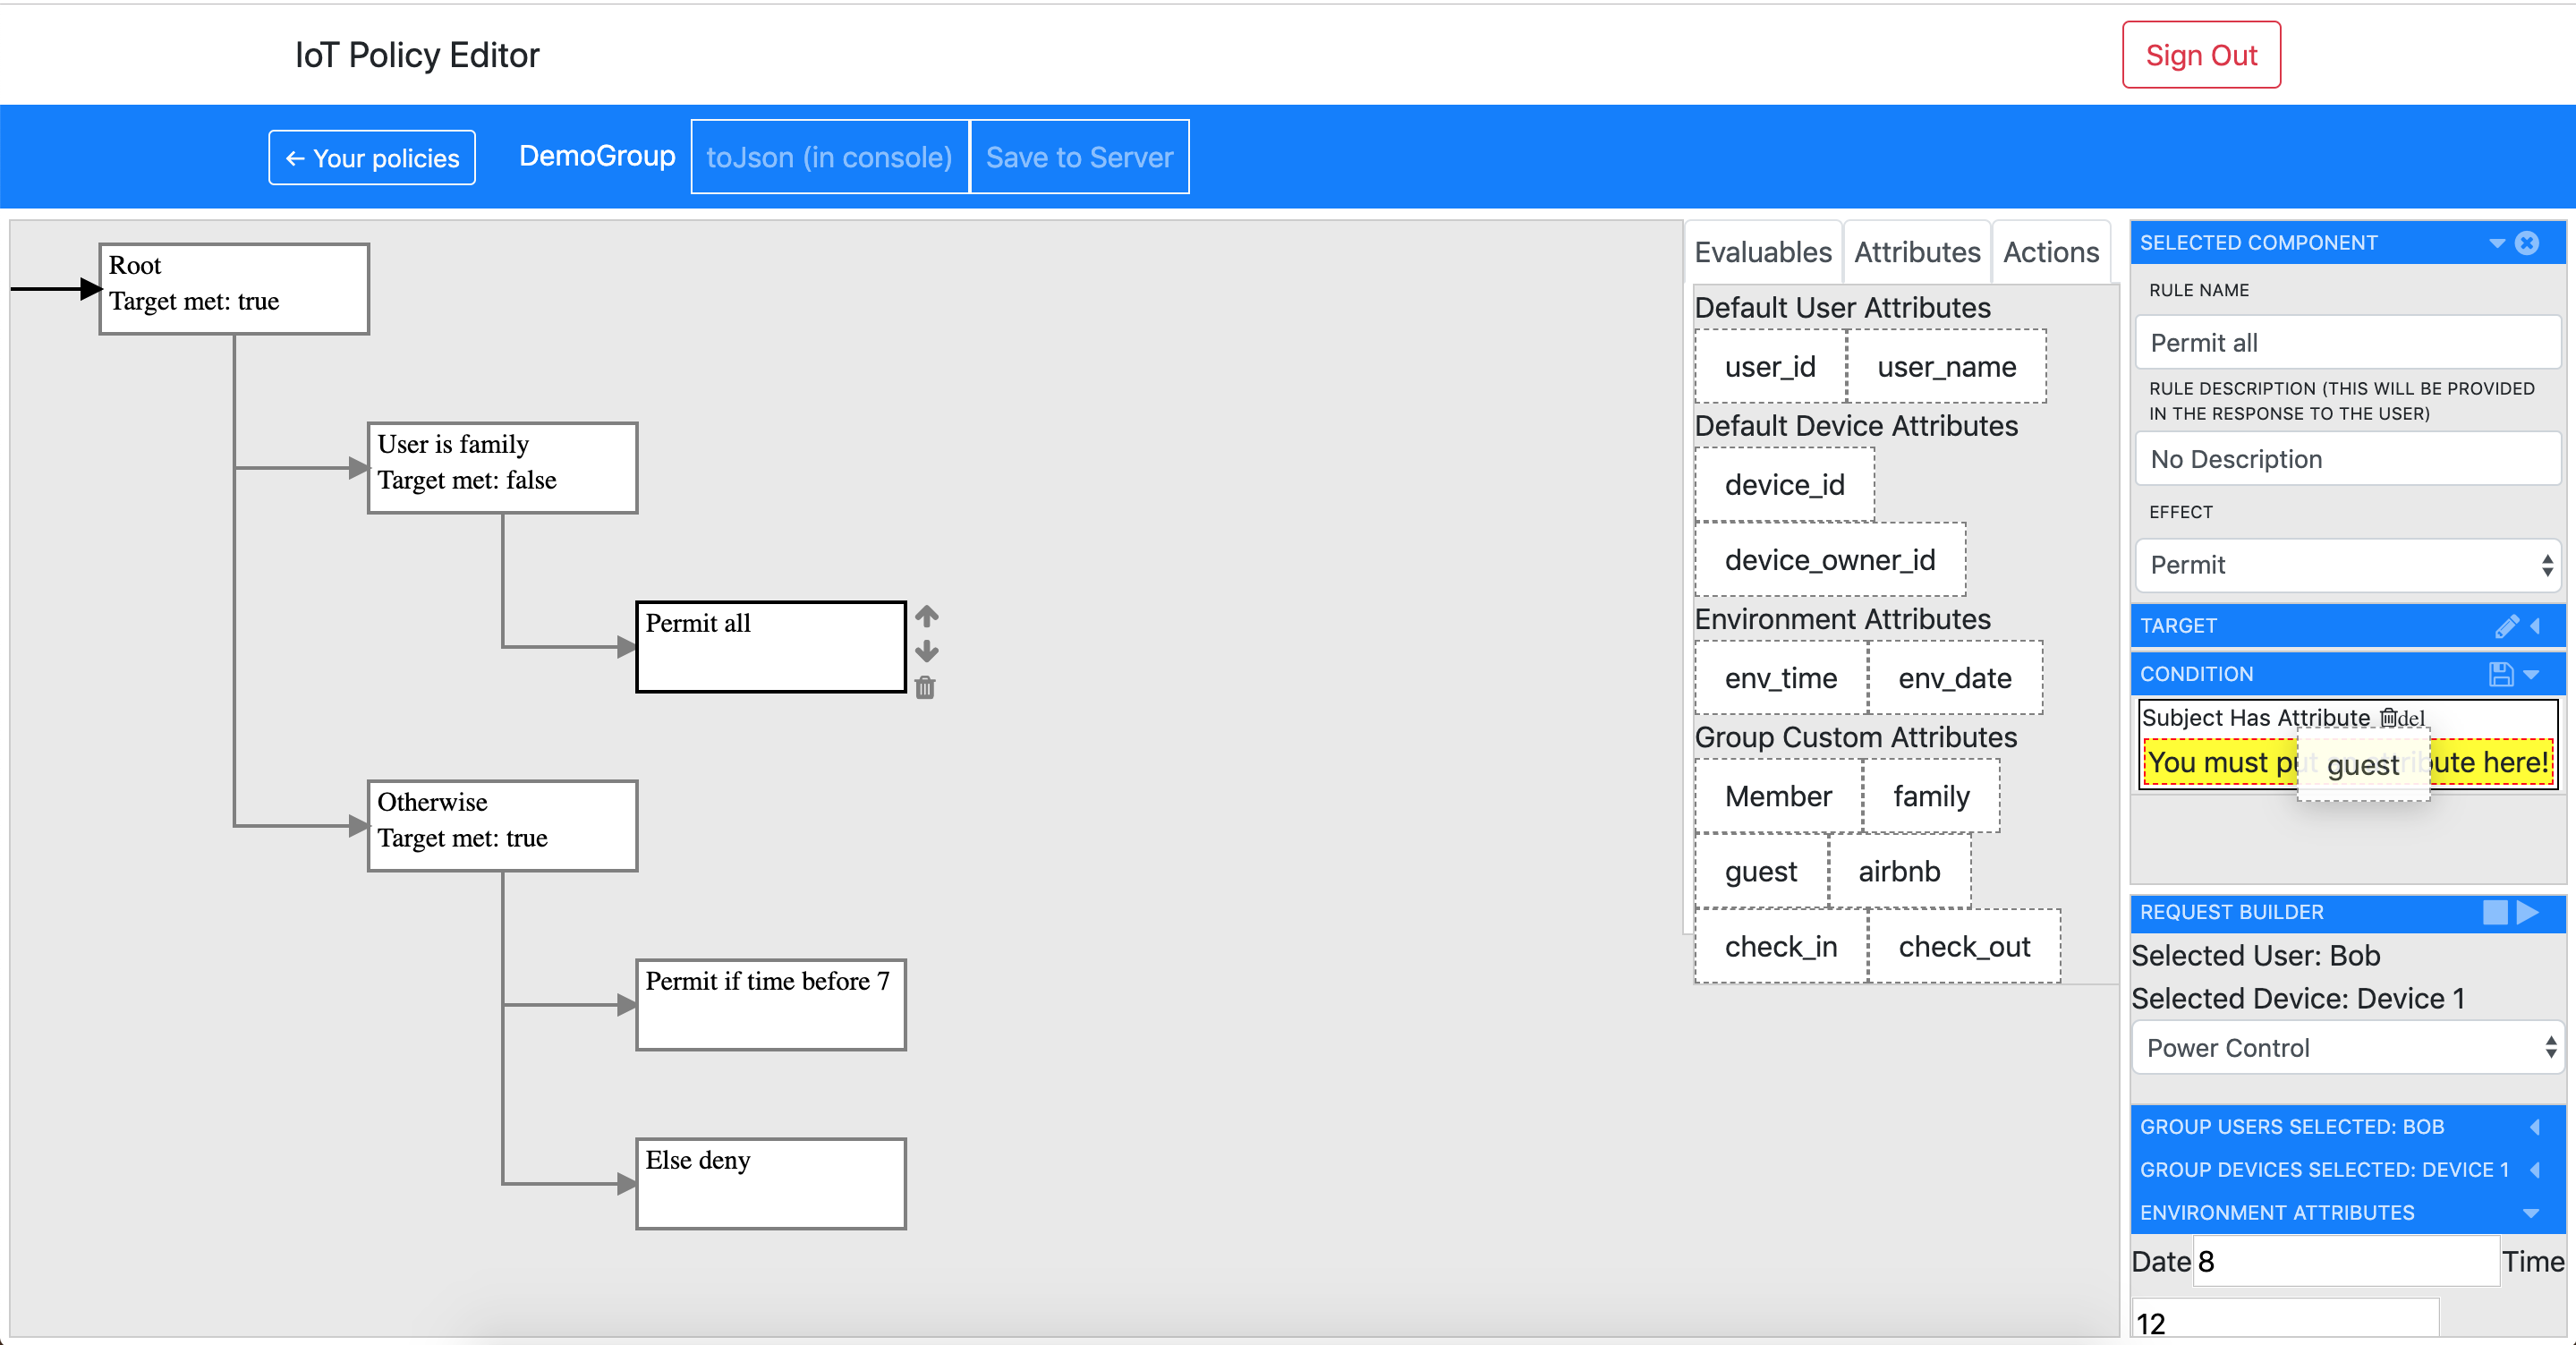 IoT Policy Editor
Sign Out
← Your policies
DemoGroup
toJson (in console)
Save to Server
Root
Target met: true
User is family
Target met: false
Permit all
Otherwise
Target met: true
Permit if time before 7
Else deny
Evaluables
Attributes
Actions
Default User Attributes
user_id
user_name
Default Device Attributes
device_id
device_owner_id
Environment Attributes
env_time
env_date
Group Custom Attributes
Member
family
guest
airbnb
check_in
check_out
SELECTED COMPONENT
RULE NAME
Permit all
RULE DESCRIPTION (THIS WILL BE PROVIDED
IN THE RESPONSE TO THE USER)
No Description
EFFECT
Permit
TARGET
CONDITION
Subject Has Attribute del
You must put an attribute here!
guest
REQUEST BUILDER
Selected User: Bob
Selected Device: Device 1
Power Control
GROUP USERS SELECTED: BOB
GROUP DEVICES SELECTED: DEVICE 1
ENVIRONMENT ATTRIBUTES
Date 8 Time
12